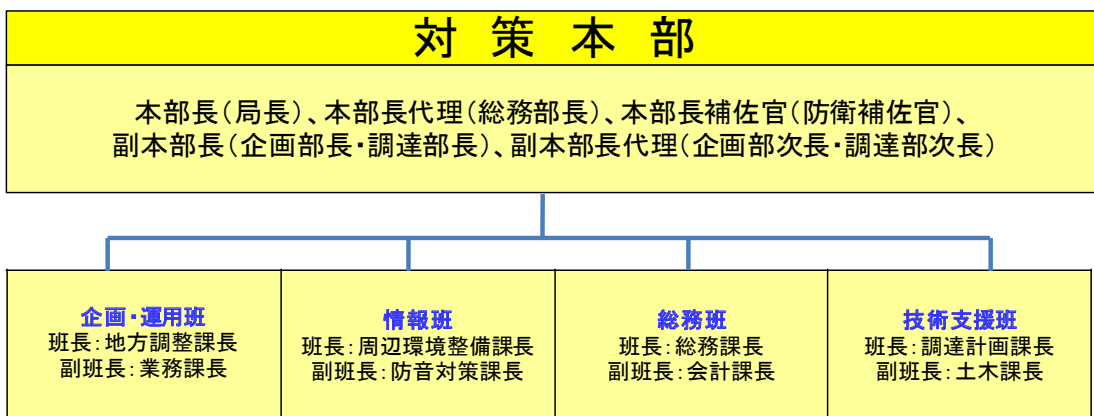 対 策 本 部
本部長(局長)、本部長代理(総務部長)、本部長補佐官(防衛補佐官)、
副本部長(企画部長・調達部長)、副本部長代理(企画部次長・調達部次長)
企画・運用班
班長:地方調整課長
副班長:業務課長
情報班
班長:周辺環境整備課長
副班長:防音対策課長
総務班
班長:総務課長
副班長:会計課長
技術支援班
班長:調達計画課長
副班長:土木課長